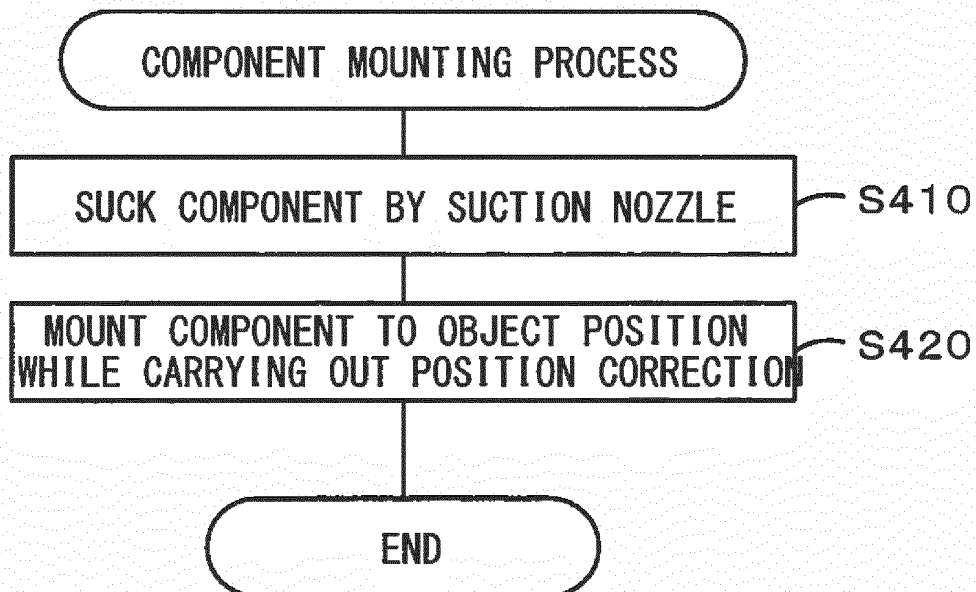 COMPONENT MOUNTING PROCESS
SUCK COMPONENT BY SUCTION NOZZLE
S410
MOUNT COMPONENT TO OBJECT POSITION
WHILE CARRYING OUT POSITION CORRECTION
S420
END